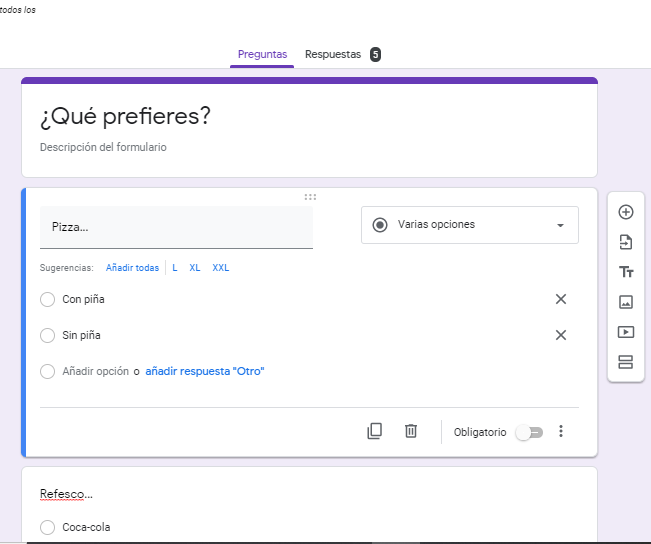 todos los
Preguntas Respuestas 5
¿Qué prefieres?
Descripción del formulario
Pizza... Varias opciones
Sugerencias: Añadir todas L XL XXL
Con piña
Sin piña
Añadir opción o añadir respuesta "Otro"
Obligatorio
Refesco...
Coca-cola